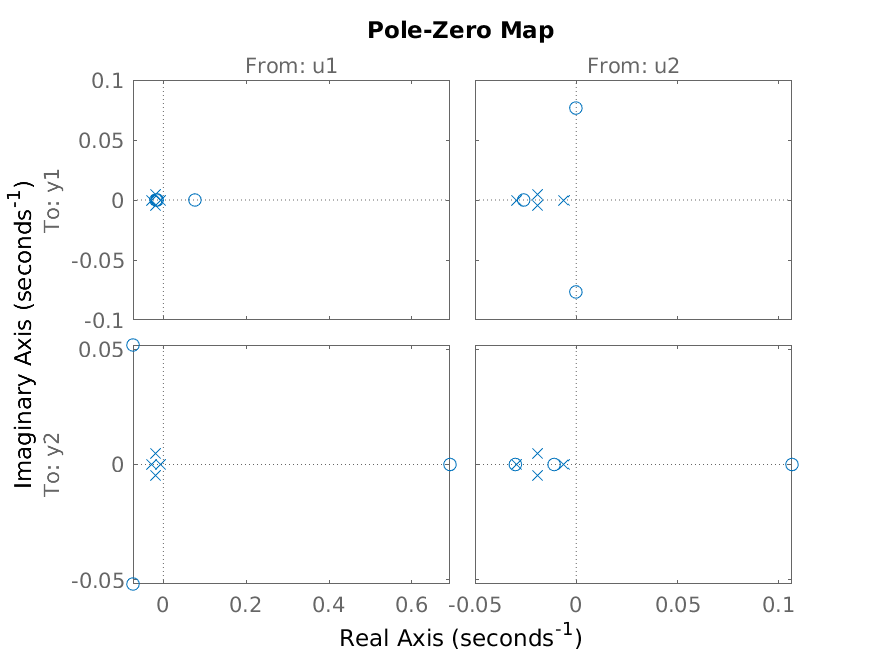 Pole-Zero Map
From: u1
From: u2
To: y1
0.1
0.05
0
-0.05
-0.1
To: y2
0.05
0
-0.05
0
0.2
0.4
0.6
-0.05
0
0.05
0.1
Imaginary Axis (seconds⁻¹)
Real Axis (seconds⁻¹)